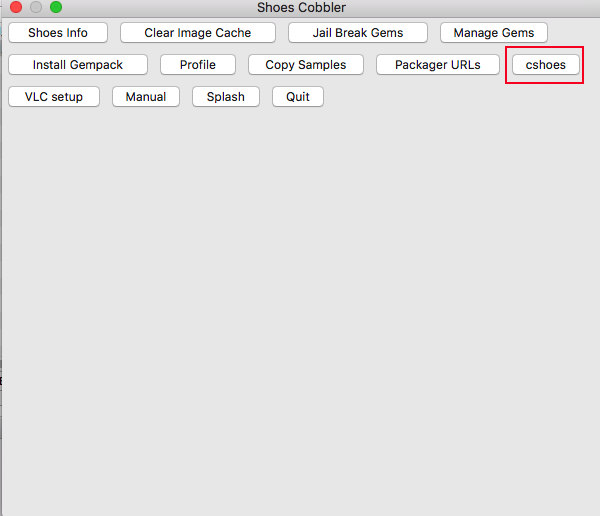 Shoes Cobbler
Shoes Info Clear Image Cache Jail Break Gems Manage Gems
Install Gempack Profile Copy Samples Packager URLs cshoes
VLC setup Manual Splash Quit